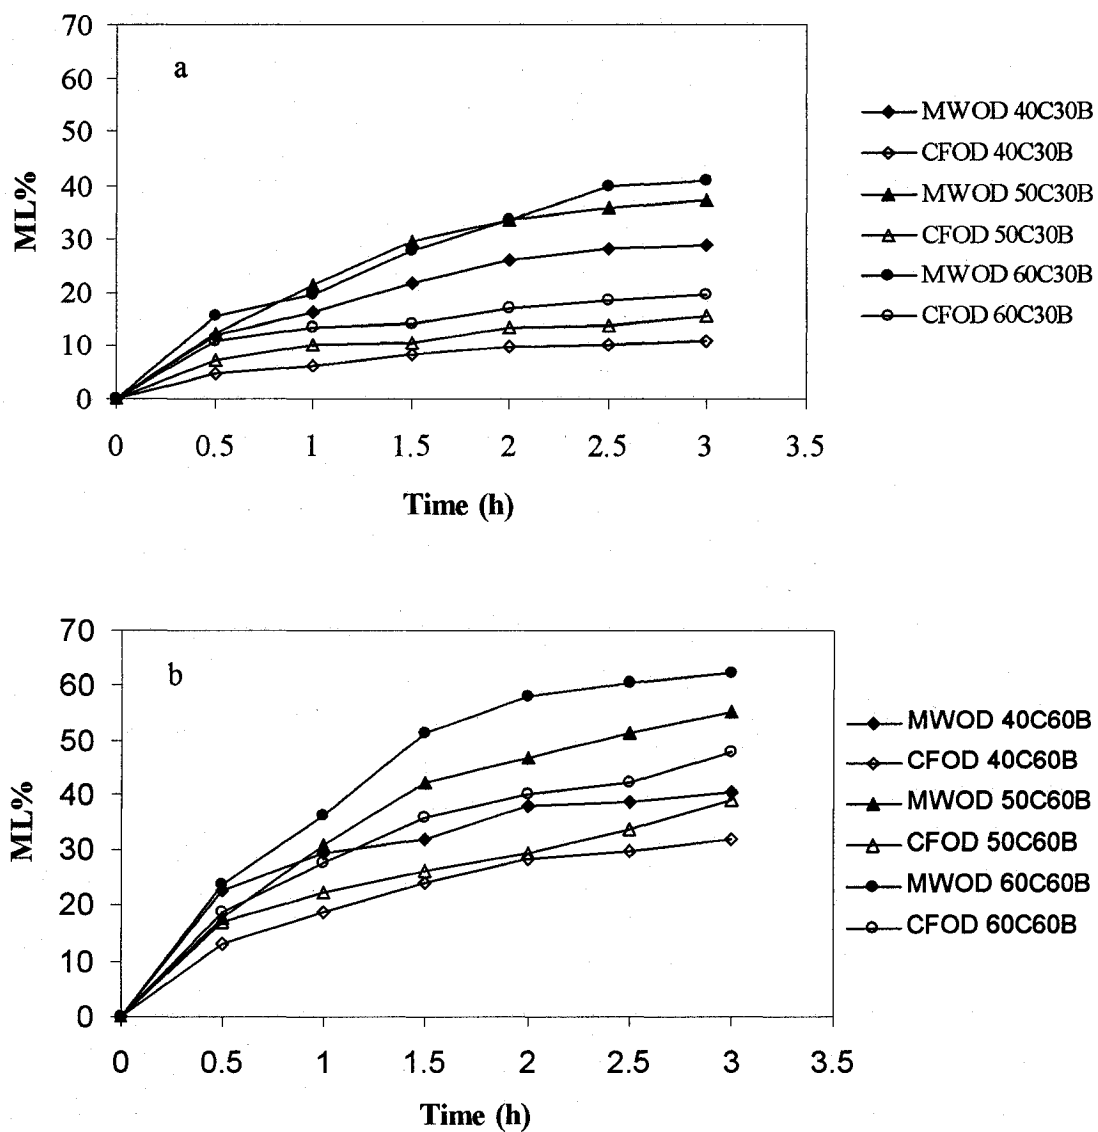 70
a
60
50
40
30
20
10
0
ML%
0 0.5 1 1.5 2 2.5 3 3.5
Time (h)
MWOD 40C30B
CFOD 40C30B
MWOD 50C30B
CFOD 50C30B
MWOD 60C30B
CFOD 60C30B
70
b
60
50
40
30
20
10
0
ML%
0 0.5 1 1.5 2 2.5 3 3.5
Time (h)
MWOD 40C60B
CFOD 40C60B
MWOD 50C60B
CFOD 50C60B
MWOD 60C60B
CFOD 60C60B